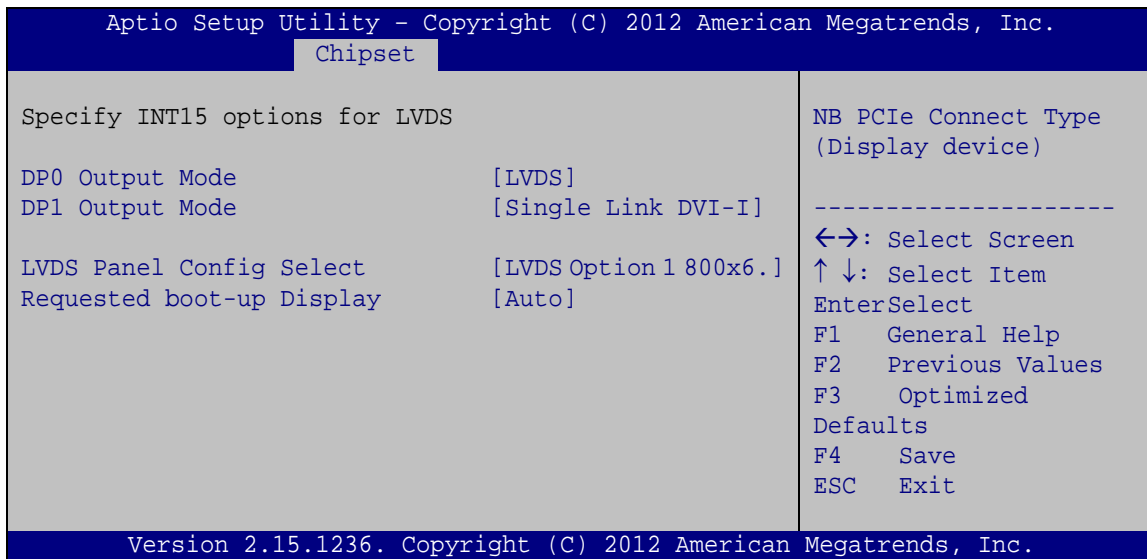 Aptio Setup Utility – Copyright (C) 2012 American Megatrends, Inc.
Chipset
Specify INT15 options for LVDS
DP0 Output Mode [LVDS]
DP1 Output Mode [Single Link DVI-I]
LVDS Panel Config Select [LVDS Option 1 800x6.]
Requested boot-up Display [Auto]
NB PCIe Connect Type
(Display device)
---------------------
←→: Select Screen
↑ ↓: Select Item
EnterSelect
F1 General Help
F2 Previous Values
F3 Optimized
Defaults
F4 Save
ESC Exit
Version 2.15.1236. Copyright (C) 2012 American Megatrends, Inc.